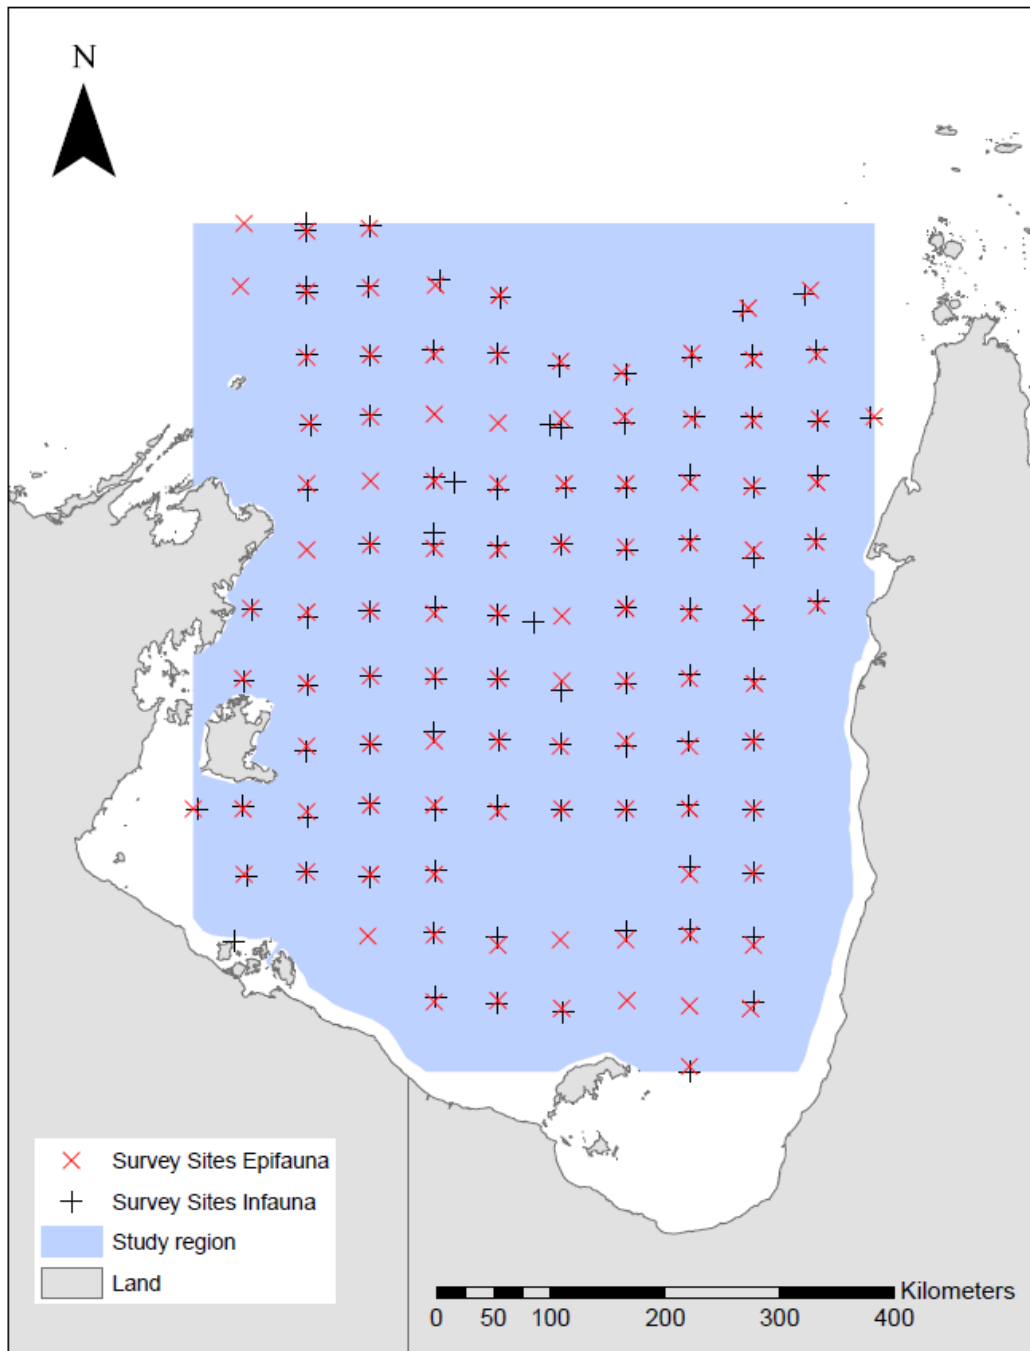 N
Survey Sites Epifauna
Survey Sites Infauna
Study region
Land
Kilometers
0 50 100 200 300 400